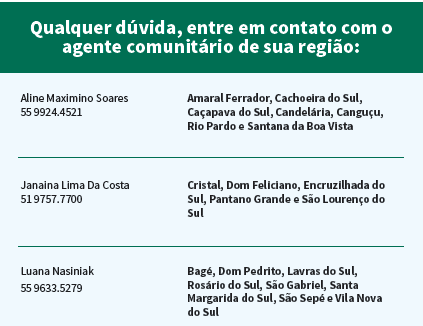 Qualquer dúvida, entre em contato com o
agente comunitário de sua região:
Aline Maximino Soares
55 9924.4521
Amaral Ferrador, Cachoeira do Sul,
Caçapava do Sul, Candelária, Canguçu,
Rio Pardo e Santana da Boa Vista
Janaina Lima Da Costa
51 9757.7700
Cristal, Dom Feliciano, Encruzilhada do
Sul, Pantano Grande e São Lourenço do
Sul
Luana Nasiniak
55 9633.5279
Bagé, Dom Pedrito, Lavras do Sul,
Rosário do Sul, São Gabriel, Santa
Margarida do Sul, São Sepé e Vila Nova
do Sul